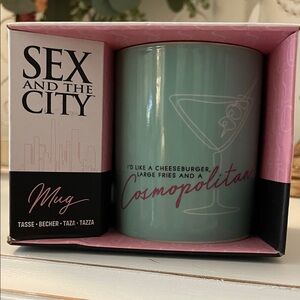 SEX
AND THE
CITY
Mug
TASSE • BECHER • TAZA • TAZZA
I'D LIKE A CHEESEBURGER,
LARGE FRIES AND A
Cosmopolitan